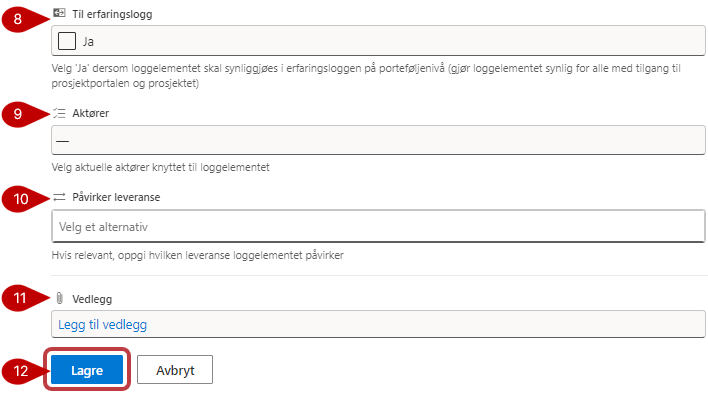 8 Til erfaringslogg
Ja
Velg 'Ja' dersom loggelementet skal synliggjøes i erfaringsloggen på porteføljenivå (gjør loggelementet synlig for alle med tilgang til
prosjektportalen og prosjektet)
9 Aktører
—
Velg aktuelle aktører knyttet til loggelementet
10 Påvirker leveranse
Velg et alternativ
Hvis relevant, oppgi hvilken leveranse loggelementet påvirker
11 Vedlegg
Legg til vedlegg
12 Lagre Avbryt